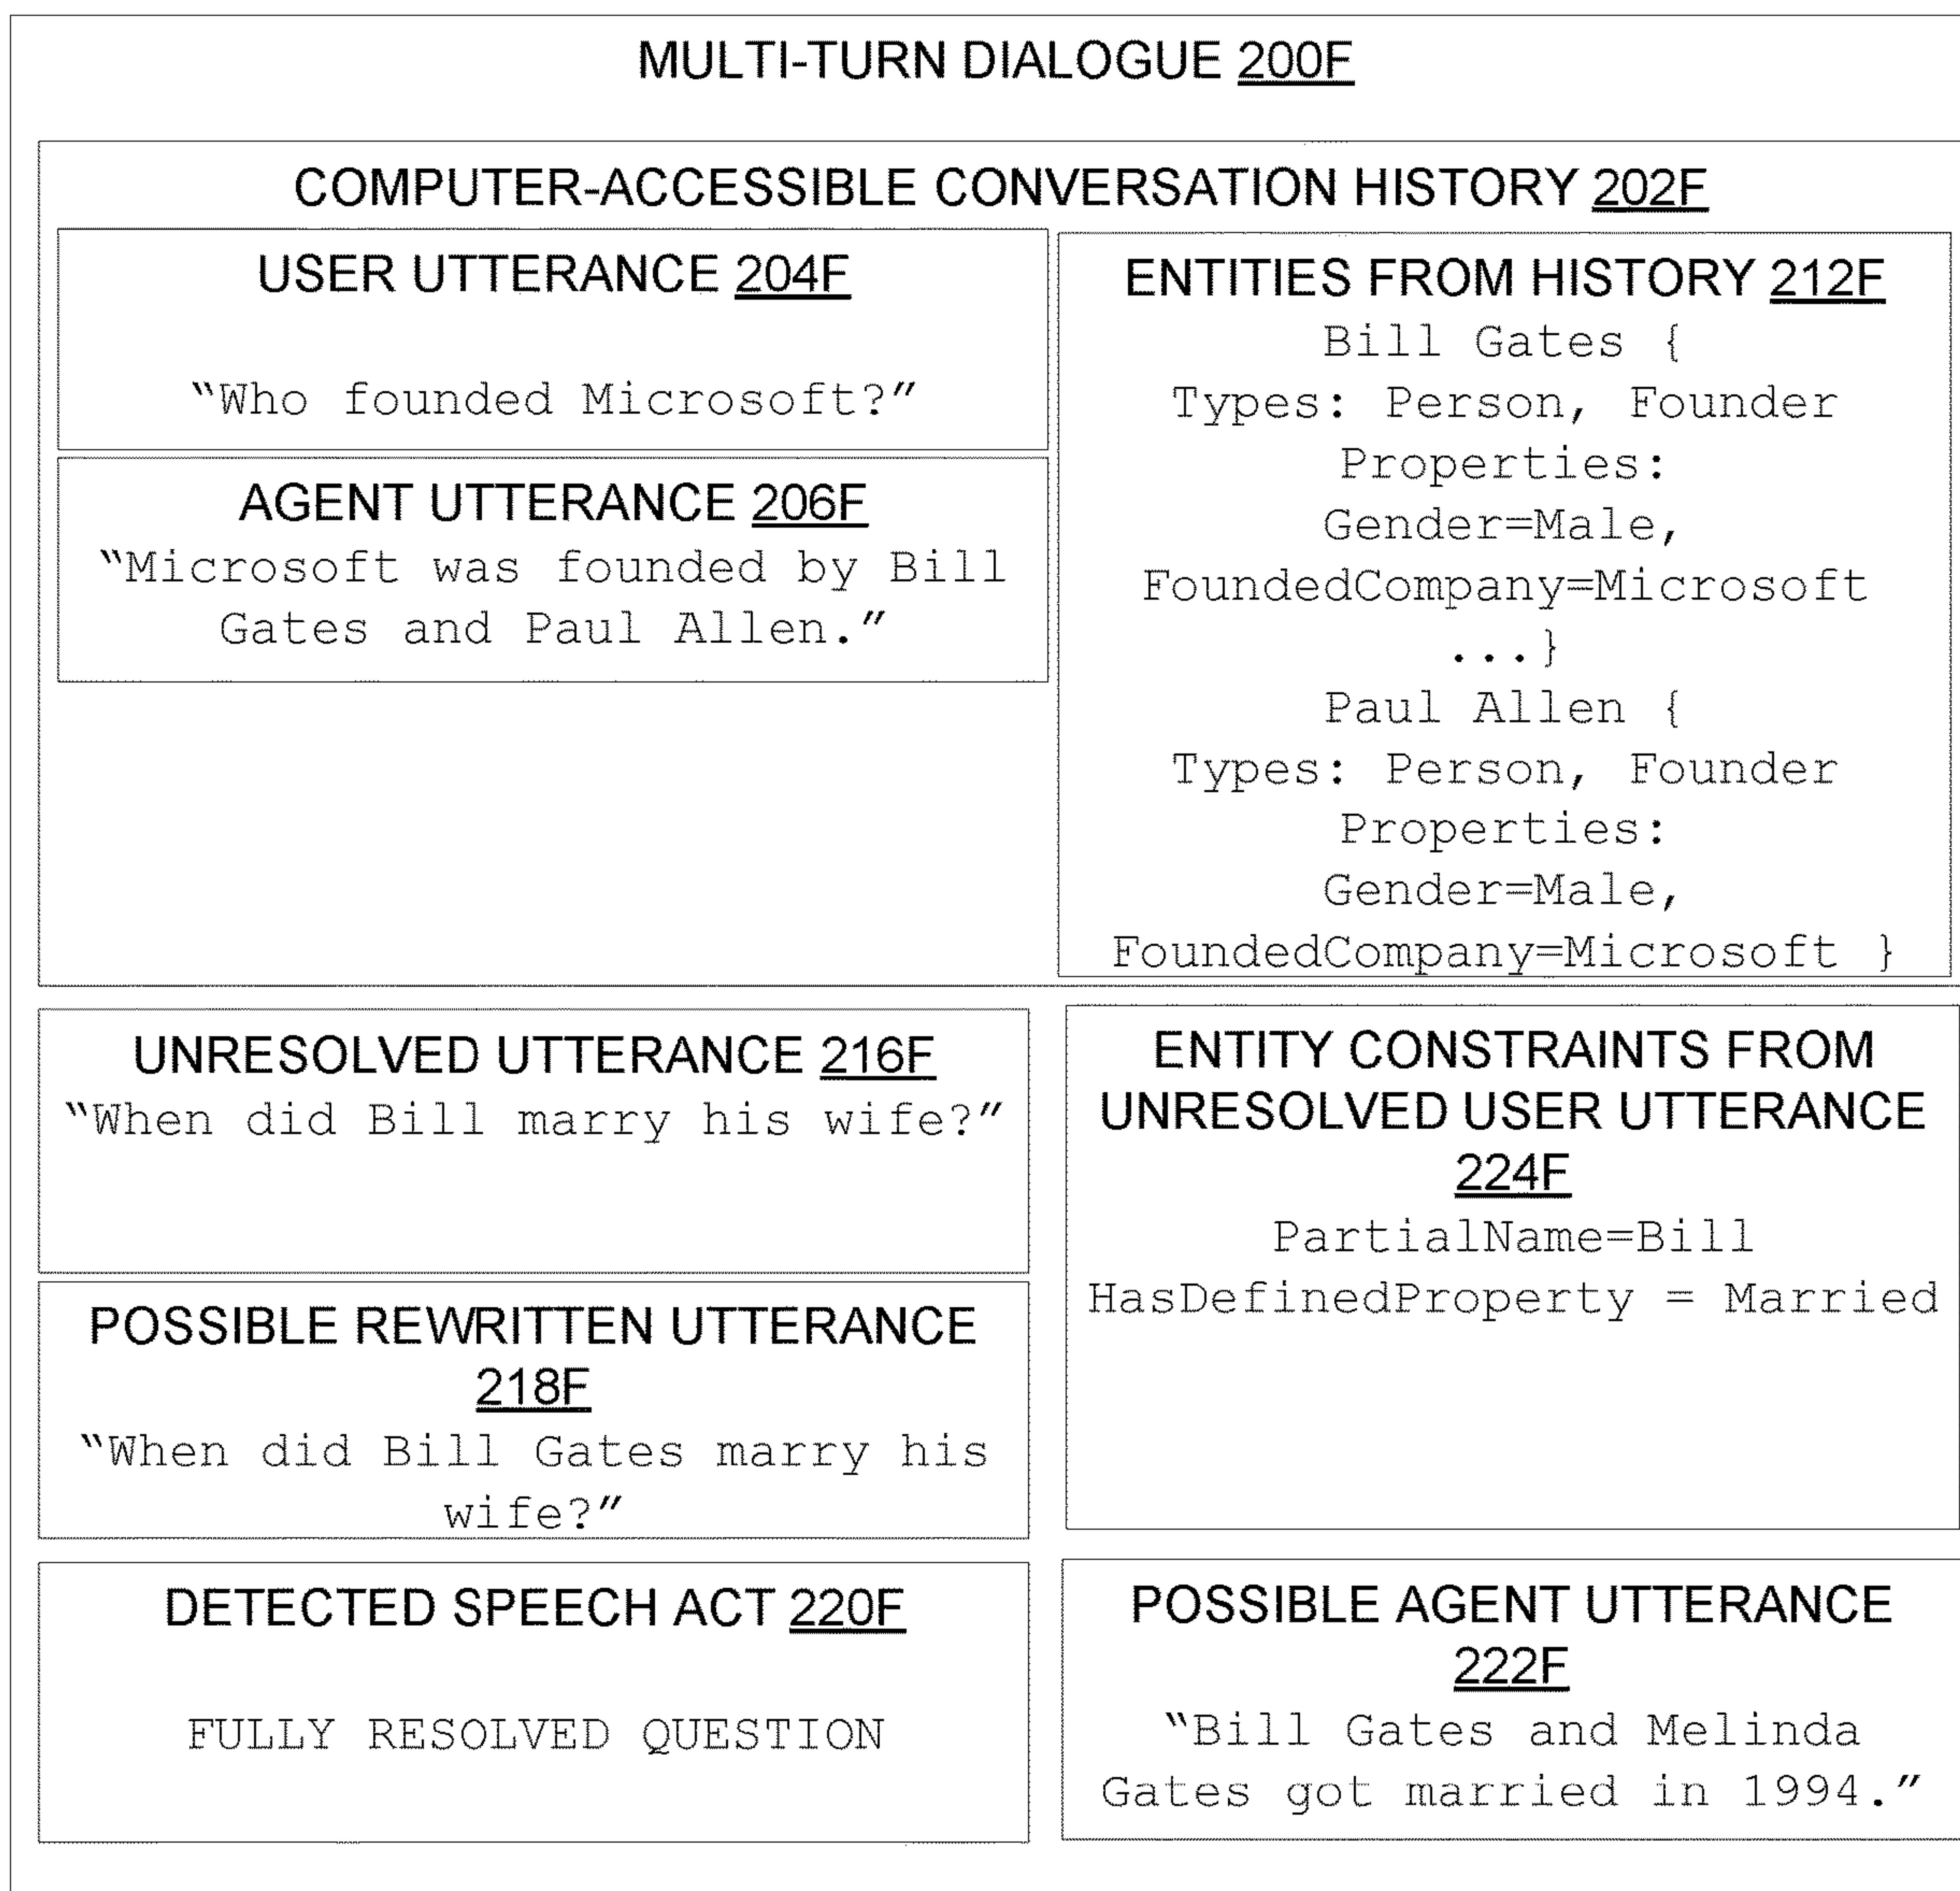 MULTI-TURN DIALOGUE 200F
COMPUTER-ACCESSIBLE CONVERSATION HISTORY 202F
USER UTTERANCE 204F
“Who founded Microsoft?”
AGENT UTTERANCE 206F
“Microsoft was founded by Bill
Gates and Paul Allen.”
ENTITIES FROM HISTORY 212F
Bill Gates {
Types: Person, Founder
Properties:
Gender=Male,
FoundedCompany=Microsoft
...}
Paul Allen {
Types: Person, Founder
Properties:
Gender=Male,
FoundedCompany=Microsoft }
UNRESOLVED UTTERANCE 216F
“When did Bill marry his wife?”
POSSIBLE REWRITTEN UTTERANCE
218F
“When did Bill Gates marry his
wife?”
ENTITY CONSTRAINTS FROM
UNRESOLVED USER UTTERANCE
224F
PartialName=Bill
HasDefinedProperty = Married
DETECTED SPEECH ACT 220F
FULLY RESOLVED QUESTION
POSSIBLE AGENT UTTERANCE
222F
“Bill Gates and Melinda
Gates got married in 1994.”